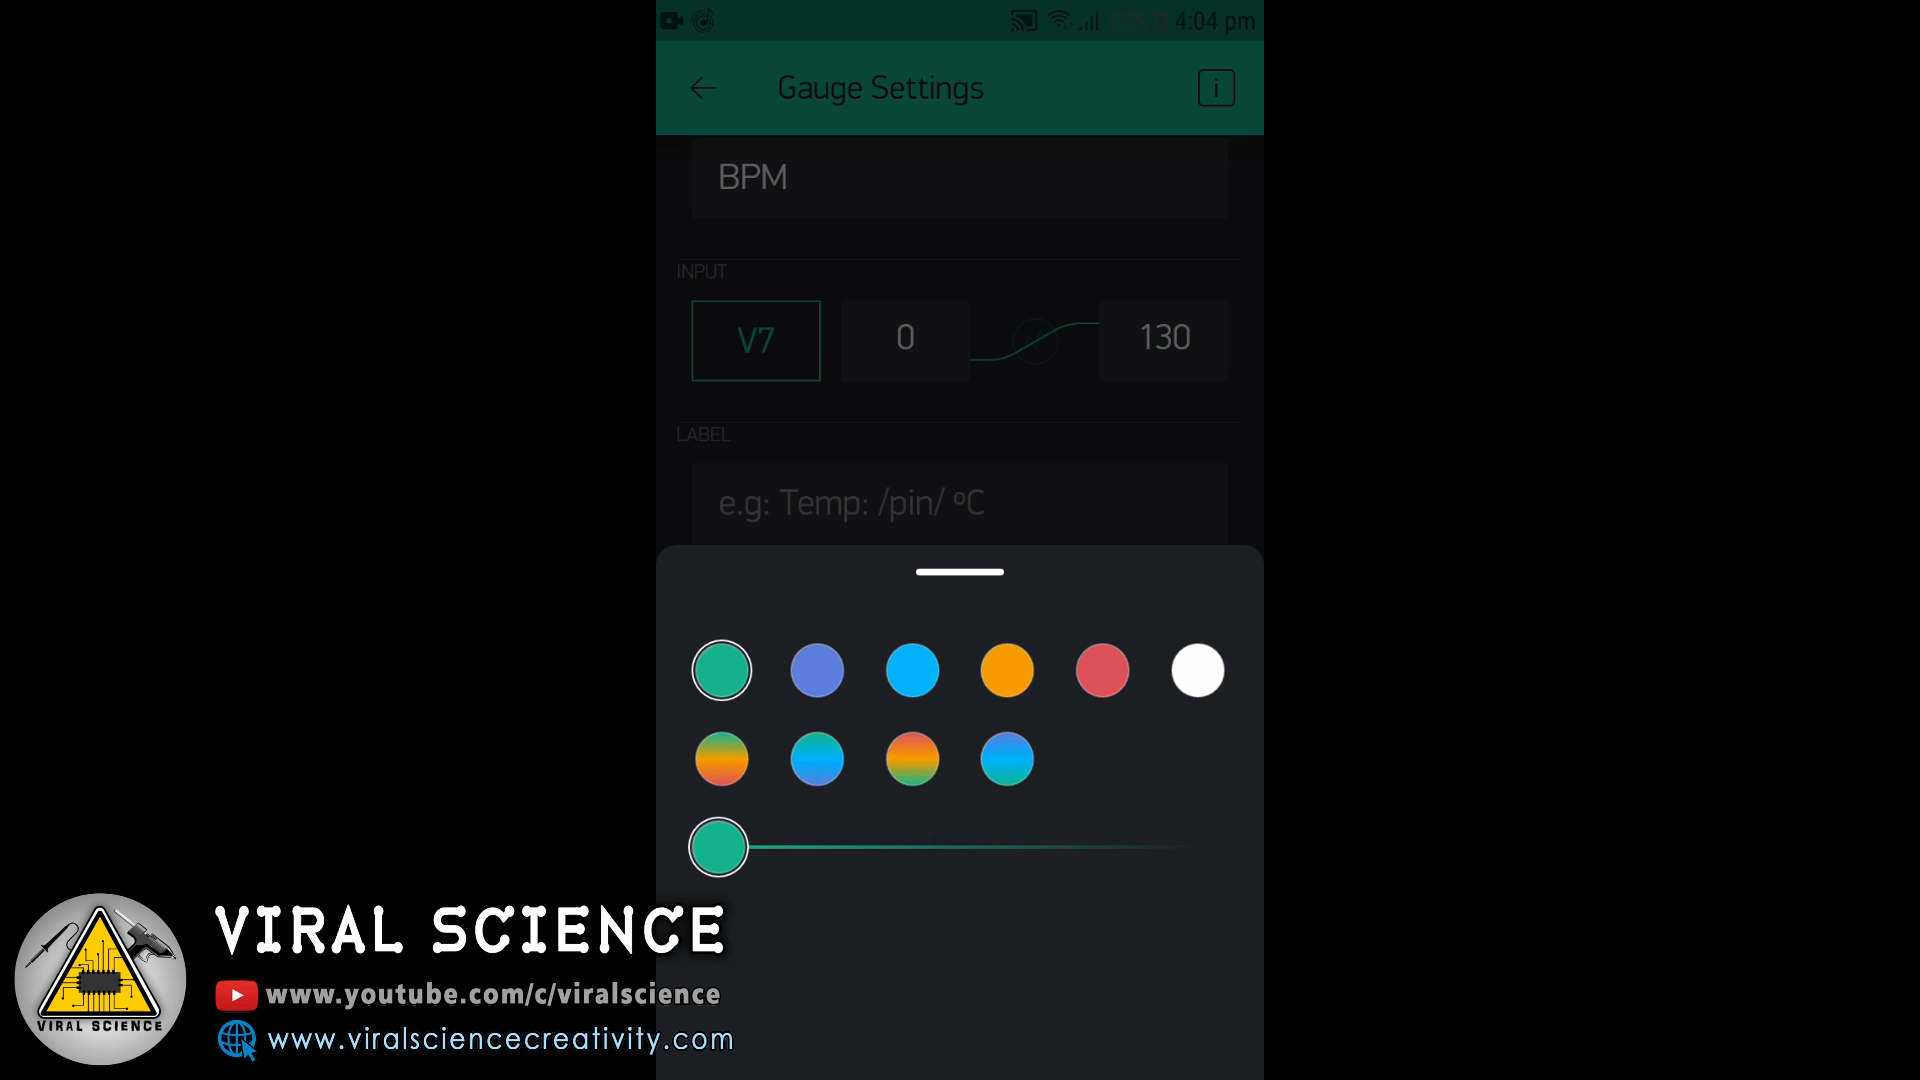 4:04 pm
Gauge Settings
i
BPM
INPUT
V7 0 130
LABEL
e.g: Temp: /pin/ ºC
VIRAL SCIENCE
www.youtube.com/c/viralscience
www.viralsciencecreativity.com
VIRAL SCIENCE